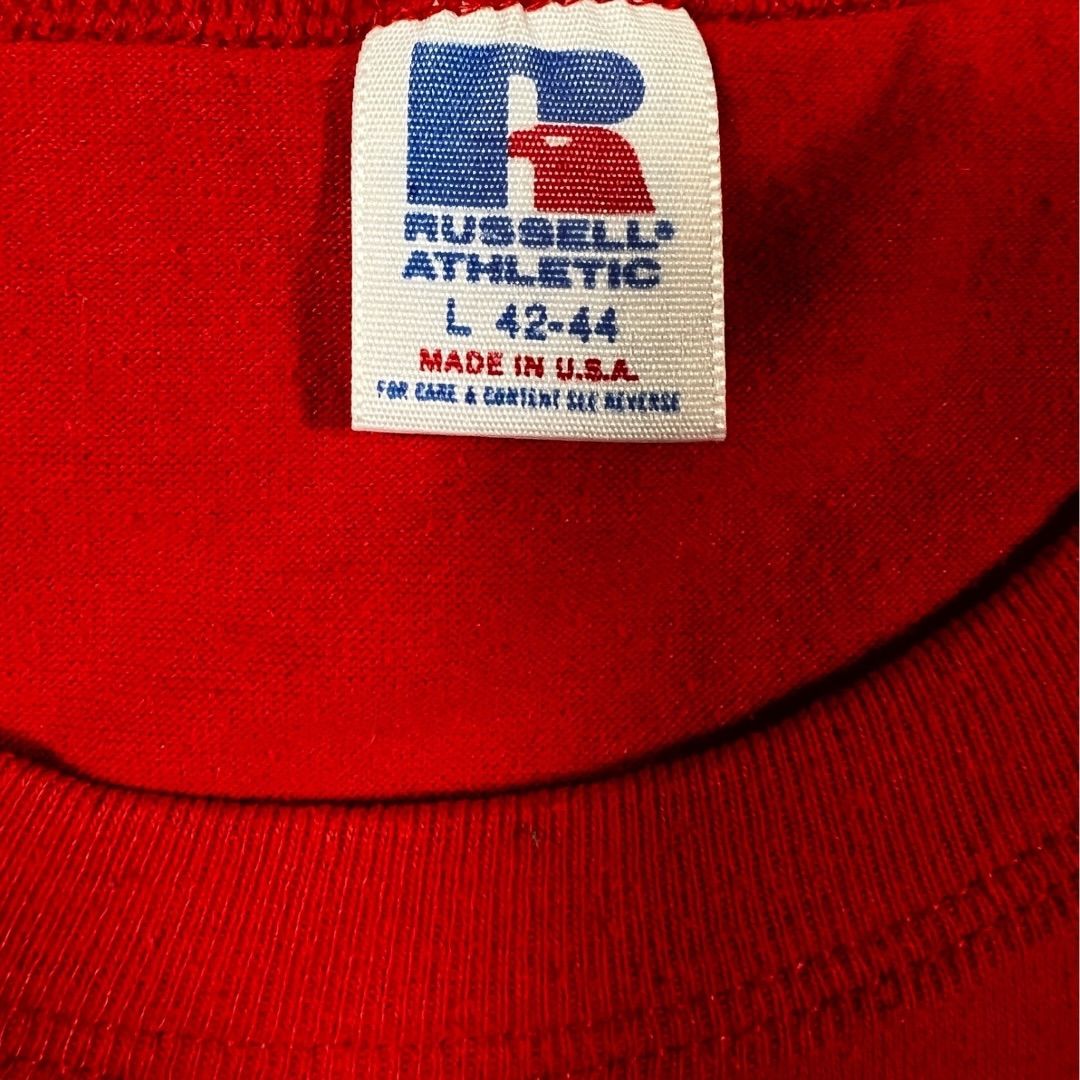 R
RUSSELL®
ATHLETIC
L 42-44
MADE IN U.S.A.
FOR CARE & CONTENT SEE REVERSE